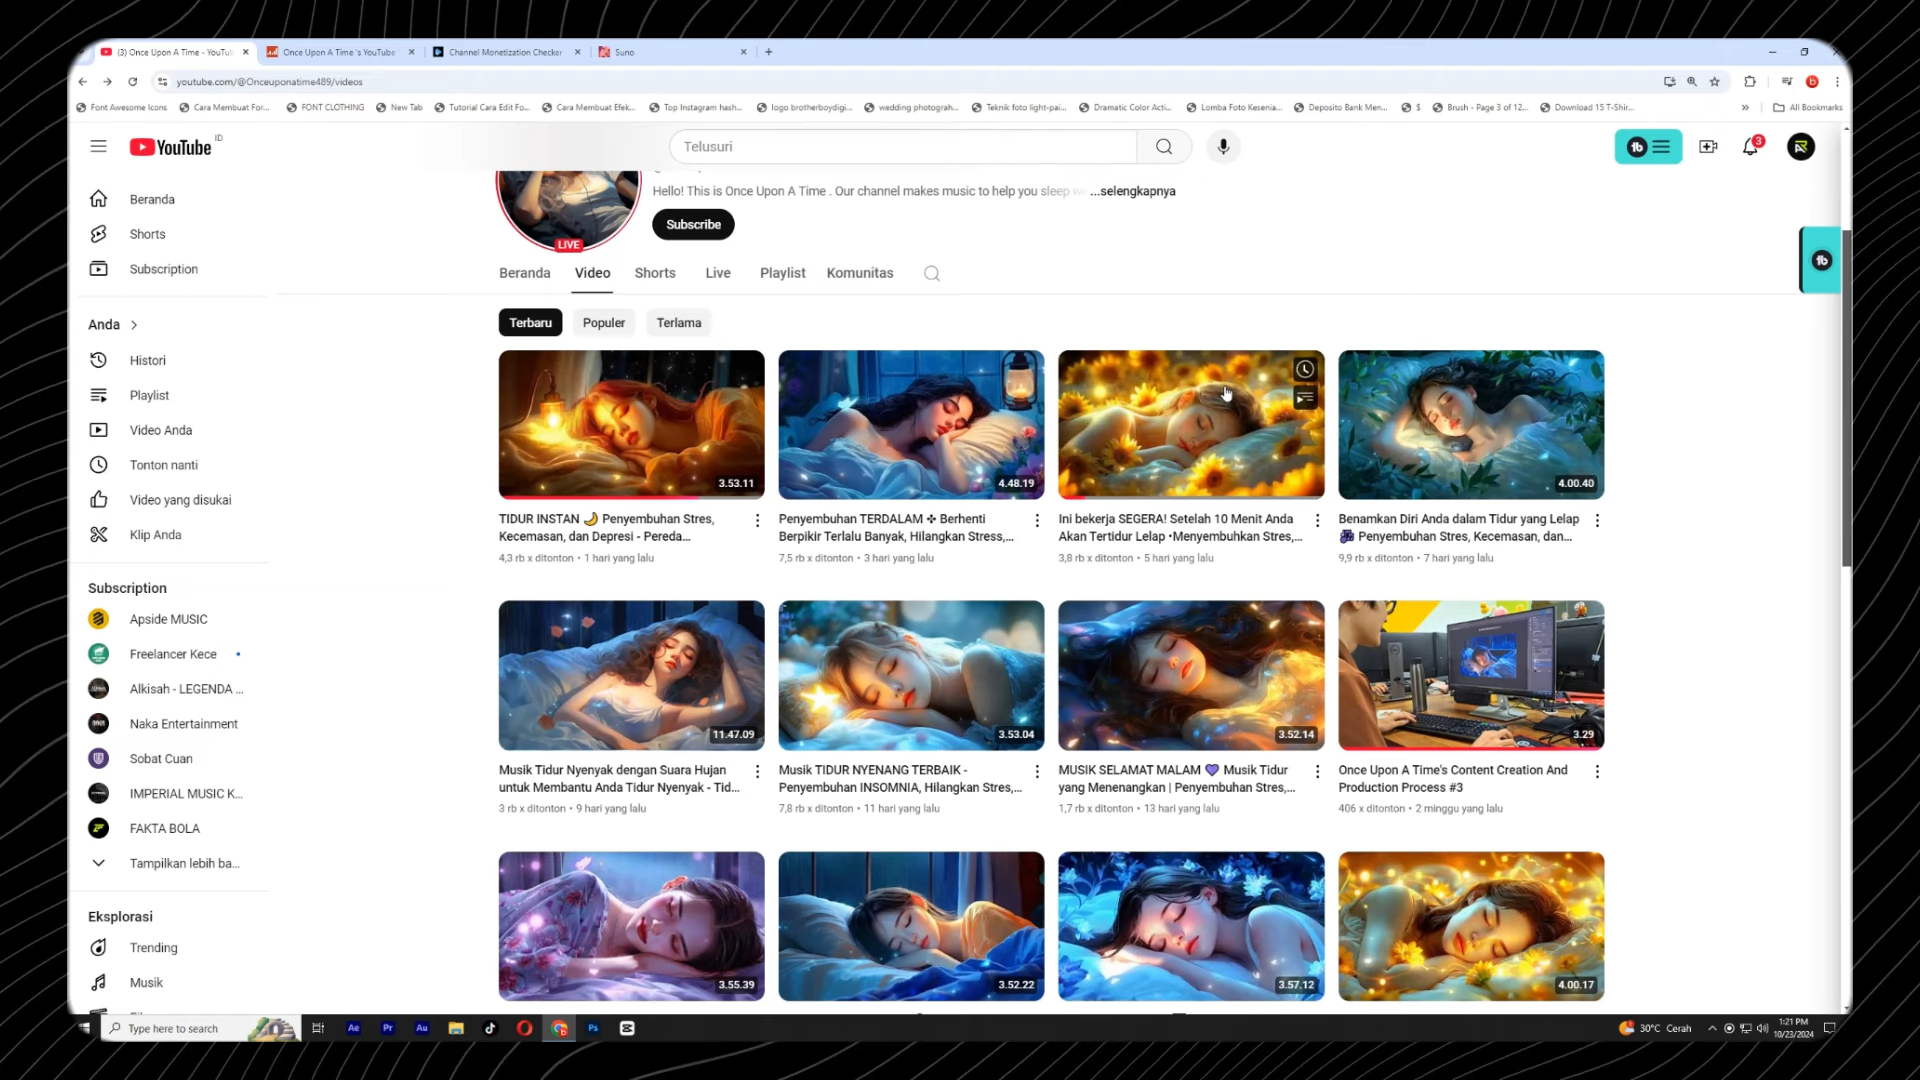 (3) Once Upon A Time - YouTu
Once Upon A Time 's YouTube
Channel Monetization Checker
Suno
youtube.com/@Onceuponatime489/videos
Font Awesome Icons
Cara Membuat For...
FONT CLOTHING
New Tab
Tutorial Cara Edit Fo...
Cara Membuat Efek...
Top Instagram hash...
logo brotherboydigi...
wedding photograh...
Teknik foto light-pai...
Dramatic Color Acti...
Lomba Foto Kesenia...
Deposito Bank Men...
S
Brush - Page 3 of 12...
Download 15 T-Shir...
All Bookmarks
YouTube ID
Telusuri
3
Hello! This is Once Upon A Time . Our channel makes music to help you sleep we ...selengkapnya
Subscribe
LIVE
Beranda
Video
Shorts
Live
Playlist
Komunitas
Terbaru
Populer
Terlama
Beranda
Shorts
Subscription
Anda
Histori
Playlist
Video Anda
Tonton nanti
Video yang disukai
Klip Anda
Subscription
Apside MUSIC
Freelancer Kece
Alkisah - LEGENDA ...
Naka Entertainment
Sobat Cuan
IMPERIAL MUSIC K...
FAKTA BOLA
Tampilkan lebih ba...
Eksplorasi
Trending
Musik
3.53.11
TIDUR INSTAN 🌙 Penyembuhan Stres,
Kecemasan, dan Depresi - Pereda...
4,3 rb x ditonton • 1 hari yang lalu
4.48.19
Penyembuhan TERDALAM ✣ Berhenti
Berpikir Terlalu Banyak, Hilangkan Stress,...
7,5 rb x ditonton • 3 hari yang lalu
Ini bekerja SEGERA! Setelah 10 Menit Anda
Akan Tertidur Lelap •Menyembuhkan Stres,...
3,8 rb x ditonton • 5 hari yang lalu
4.00.40
Benamkan Diri Anda dalam Tidur yang Lelap
🎆 Penyembuhan Stres, Kecemasan, dan...
9,9 rb x ditonton • 7 hari yang lalu
11.47.09
Musik Tidur Nyenyak dengan Suara Hujan
untuk Membantu Anda Tidur Nyenyak - Tid...
3 rb x ditonton • 9 hari yang lalu
3.53.04
Musik TIDUR NYENANG TERBAIK -
Penyembuhan INSOMNIA, Hilangkan Stres,...
7,8 rb x ditonton • 11 hari yang lalu
3.52.14
MUSIK SELAMAT MALAM 💜 Musik Tidur
yang Menenangkan | Penyembuhan Stres,...
1,7 rb x ditonton • 13 hari yang lalu
3.29
Once Upon A Time's Content Creation And
Production Process #3
406 x ditonton • 2 minggu yang lalu
3.55.39
3.52.22
3.57.12
4.00.17
Type here to search
Ae
Pr
Au
Ps
30°C Cerah
1:21 PM
10/23/2024